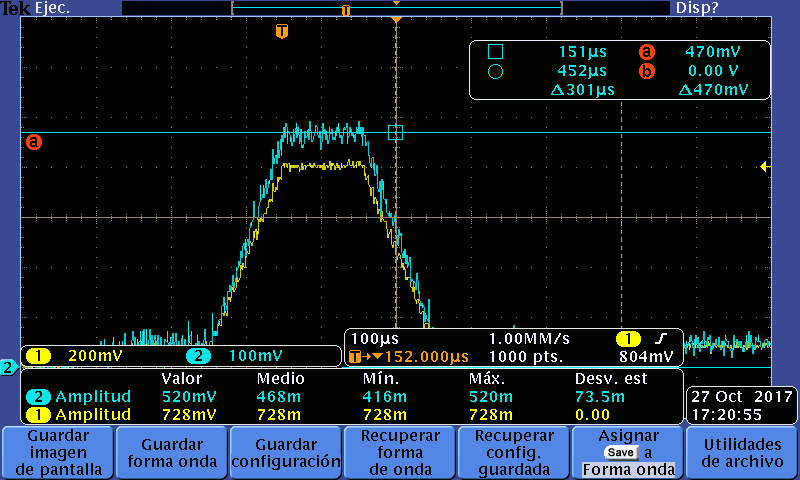 Tek Ejec. Disp?
T
T
151µs a 470mV
452µs b 0.00 V
Δ301µs Δ470mV
a
1 200mV 2 100mV
100µs 1.00MM/s 1
T→▼152.000µs 1000 pts. 804mV
2
Valor Medio Mín. Máx. Desv. est
2 Amplitud 520mV 468m 416m 520m 73.5m
1 Amplitud 728mV 728m 728m 728m 0.00
27 Oct 2017
17:20:55
Guardar imagen de pantalla
Guardar forma onda
Guardar configuración
Recuperar forma de onda
Recuperar config. guardada
Asignar Save a Forma onda
Utilidades de archivo